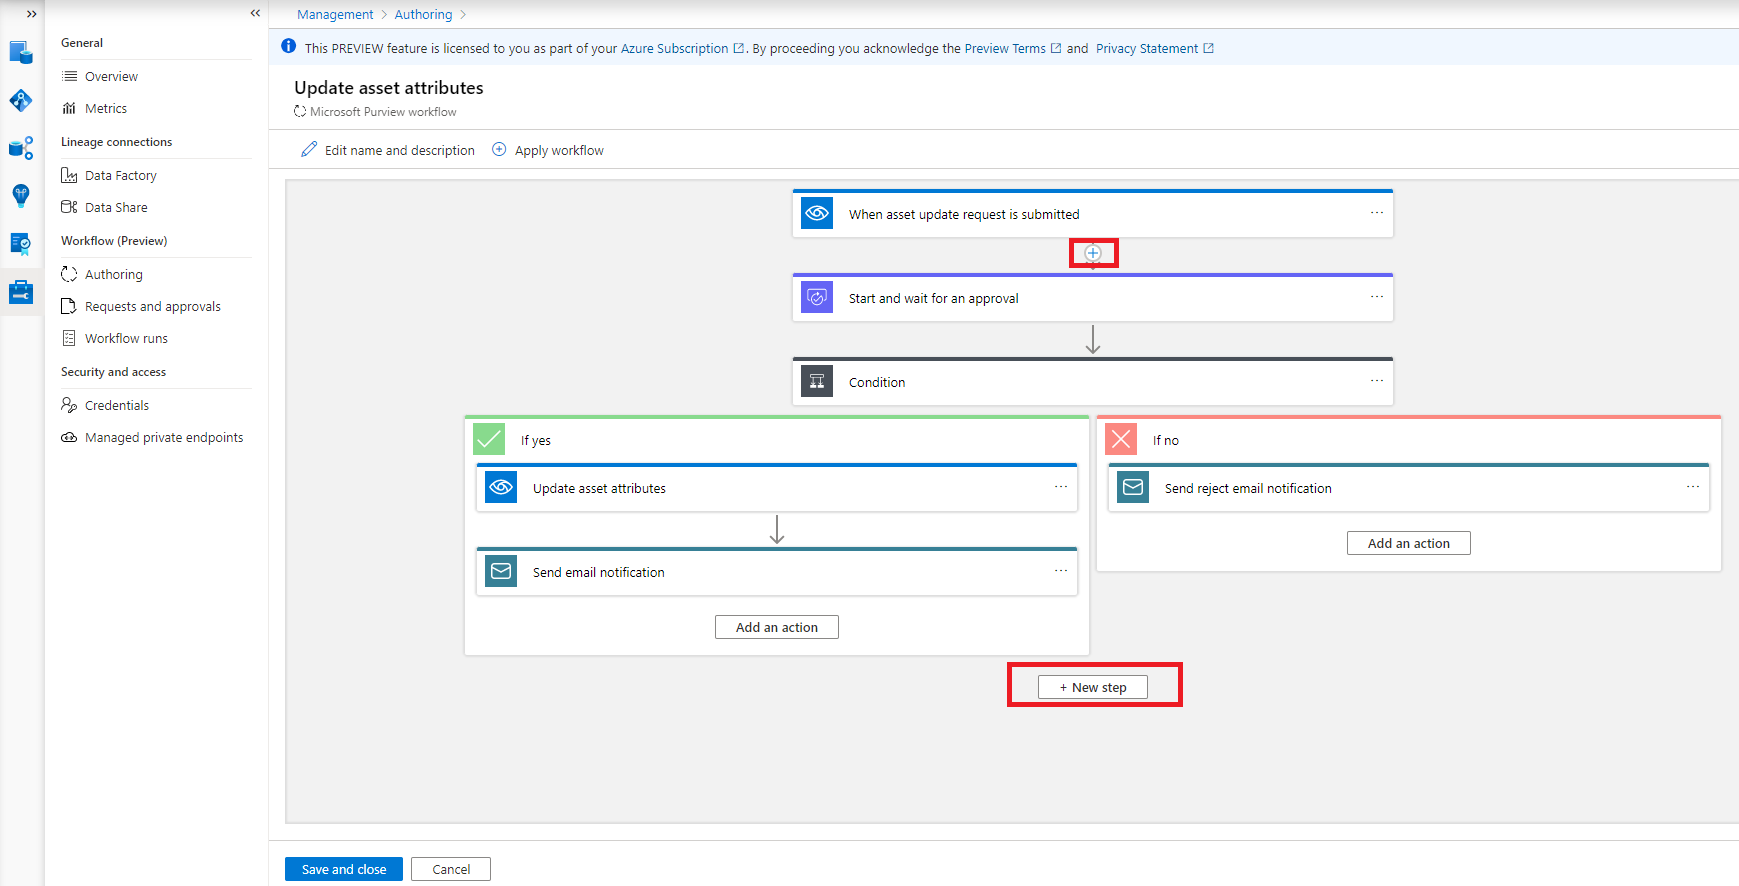 Management > Authoring >
This PREVIEW feature is licensed to you as part of your Azure Subscription. By proceeding you acknowledge the Preview Terms and Privacy Statement
General
Overview
Metrics
Lineage connections
Data Factory
Data Share
Workflow (Preview)
Authoring
Requests and approvals
Workflow runs
Security and access
Credentials
Managed private endpoints
Update asset attributes
Microsoft Purview workflow
Edit name and description
Apply workflow
When asset update request is submitted
Start and wait for an approval
Condition
If yes
Update asset attributes
Send email notification
Add an action
If no
Send reject email notification
Add an action
+ New step
Save and close
Cancel